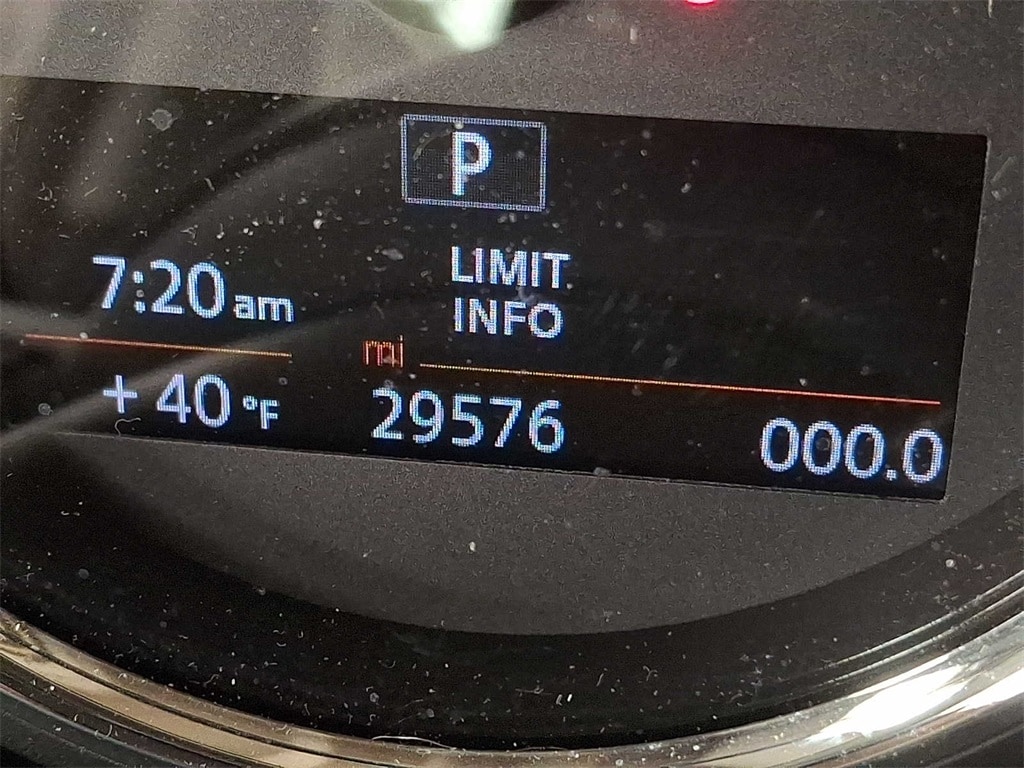 P
LIMIT
INFO
7:20 am
mi
+ 40 °F
29576
000.0